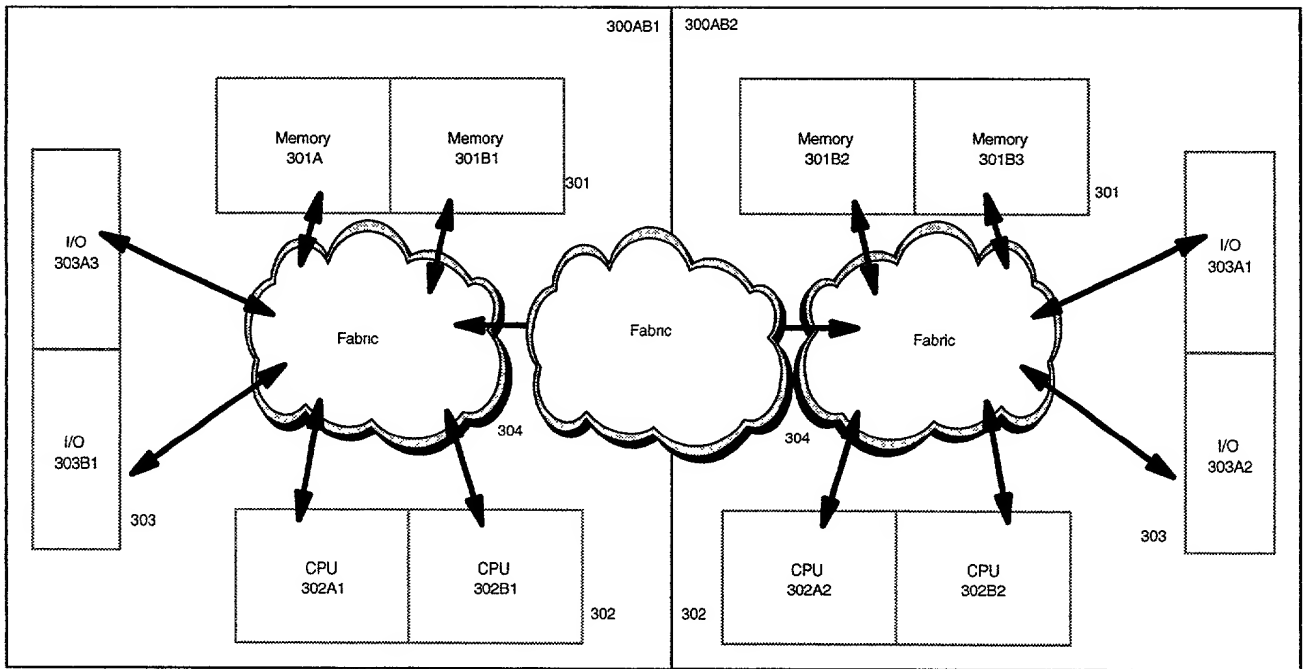 300AB1
300AB2
Memory
301A
Memory
301B1
301
Memory
301B2
Memory
301B3
301
I/O
303A3
I/O
303B1
303
I/O
303A1
I/O
303A2
303
Fabric
Fabric
Fabric
304
304
CPU
302A1
CPU
302B1
302
302
CPU
302A2
CPU
302B2